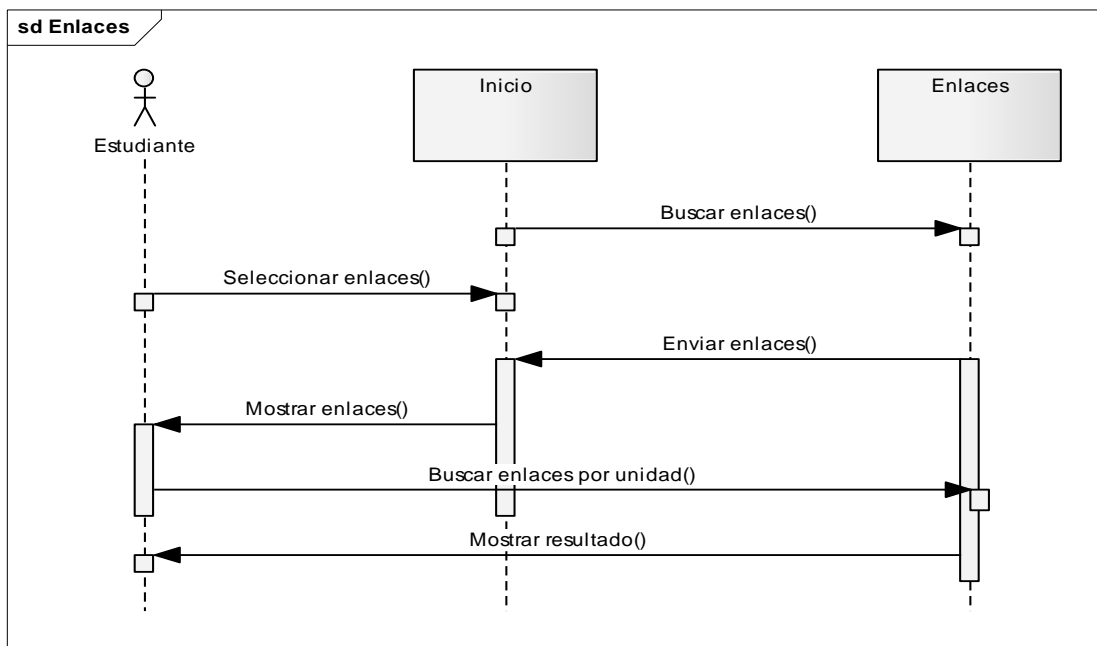 sd Enlaces
Estudiante
Inicio
Enlaces
Buscar enlaces()
Seleccionar enlaces()
Enviar enlaces()
Mostrar enlaces()
Buscar enlaces por unidad()
Mostrar resultado()